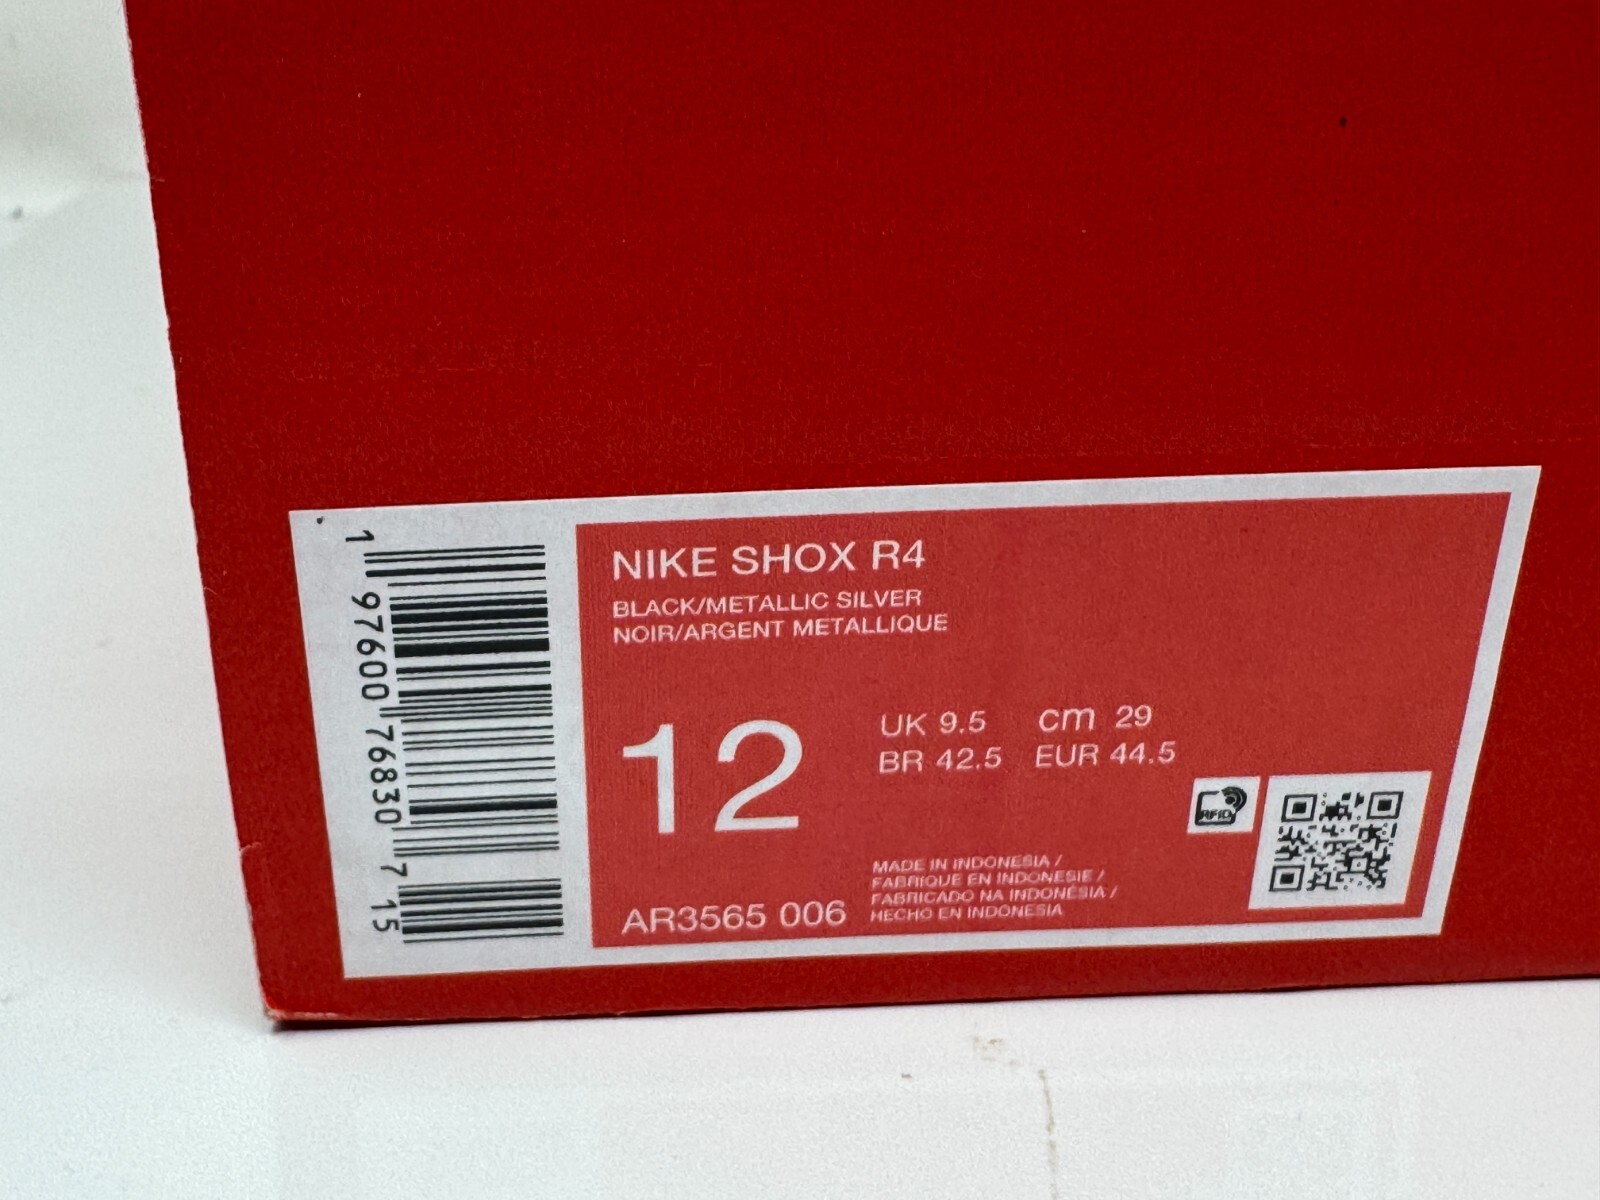 NIKE SHOX R4
BLACK/METALLIC SILVER
NOIR/ARGENT METALLIQUE
12
UK 9.5 cm 29
BR 42.5 EUR 44.5
RFID
MADE IN INDONESIA /
FABRIQUE EN INDONESIE /
FABRICADO NA INDONÉSIA /
HECHO EN INDONESIA
AR3565 006
1 97600 76830 7 15